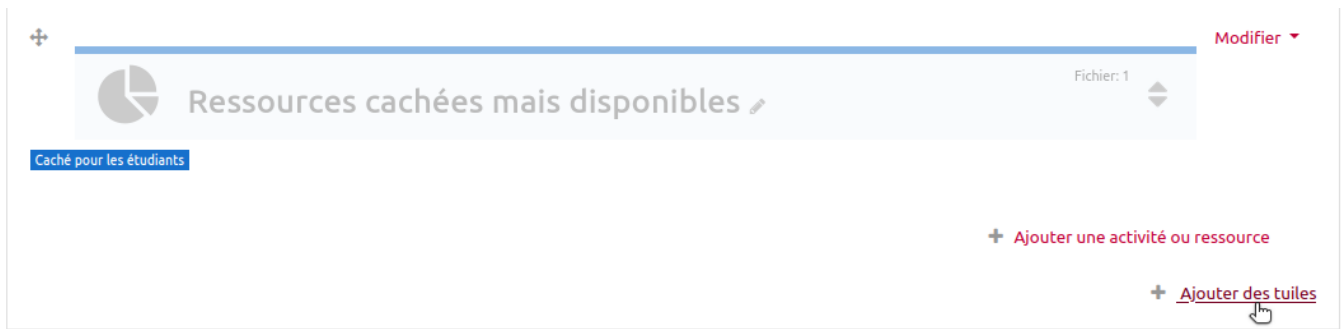 Modifier
Fichier: 1
Ressources cachées mais disponibles
Caché pour les étudiants
Ajouter une activité ou ressource
Ajouter des tuiles